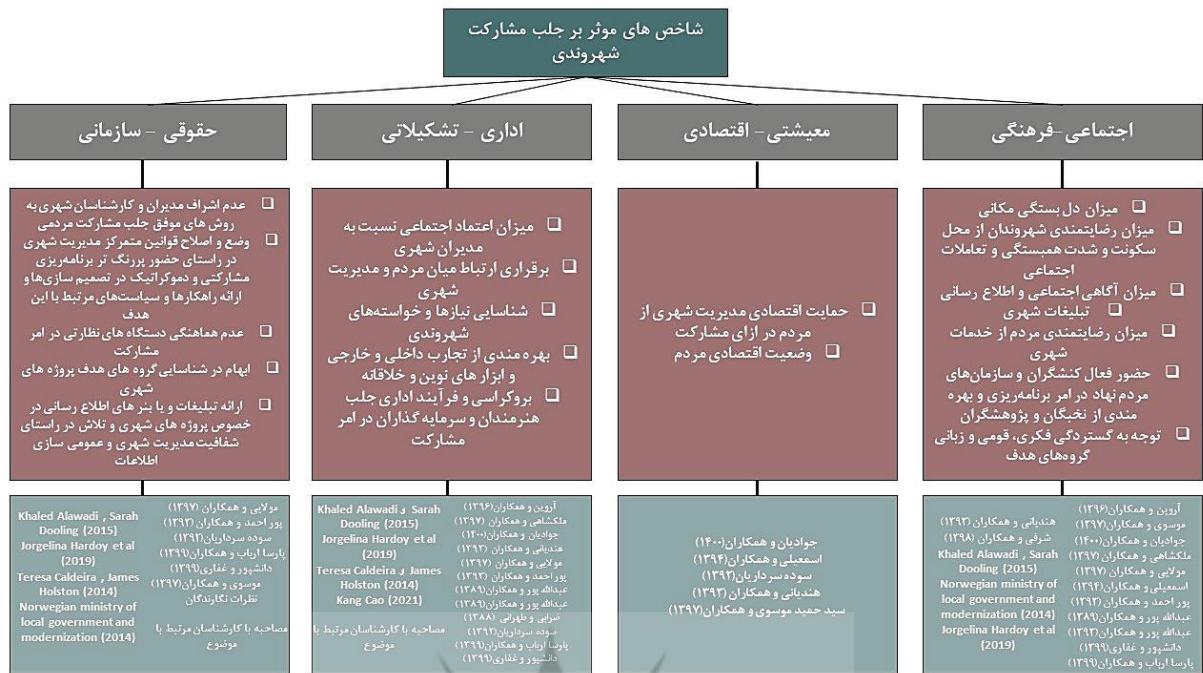 شاخص های موثر بر جلب مشارکت
شهروندی
اجتماعی-فرهنگی
معیشتی- اقتصادی
اداری - تشکیلاتی
حقوقی - سازمانی
❑ میزان دل بستگی مکانی
❑ میزان رضایتمندی شهروندان از محل
سکونت و شدت همبستگی و تعاملات
اجتماعی
❑ میزان آگاهی اجتماعی و اطلاع رسانی
❑ تبلیغات شهری
❑ میزان رضایتمندی مردم از خدمات
شهری
❑ حضور فعال کنشگران و سازمان‌های
مردم نهاد در امر برنامه‌ریزی و بهره
مندی از نخبگان و پژوهشگران
❑ توجه به گستردگی فکری، قومی و زبانی
گروه‌های هدف
❑ حمایت اقتصادی مدیریت شهری از
مردم در ازای مشارکت
❑ وضعیت اقتصادی مردم
❑ میزان اعتماد اجتماعی نسبت به
مدیران شهری
❑ برقراری ارتباط میان مردم و مدیریت
شهری
❑ شناسایی نیازها و خواسته‌های
شهروندی
❑ بهره مندی از تجارب داخلی و خارجی
و ابزار های نوین و خلاقانه
❑ بروکراسی و فرآیند اداری جلب
هنرمندان و سرمایه گذاران در امر
مشارکت
❑ عدم اشراف مدیران و کارشناسان شهری به
روش های موفق جلب مشارکت مردمی
❑ وضع و اصلاح قوانین متمرکز مدیریت شهری
در راستای حضور پررنگ تر برنامه‌ریزی
مشارکتی و دموکراتیک در تصمیم سازی‌ها و
ارائه راهکارها و سیاست‌های مرتبط با این
هدف
❑ عدم هماهنگی دستگاه های نظارتی در امر
مشارکت
❑ ابهام در شناسایی گروه های هدف پروژه های
شهری
❑ ارائه تبلیغات و یا بنر های اطلاع رسانی در
خصوص پروژه های شهری و تلاش در راستای
شفافیت مدیریت شهری و عمومی سازی
اطلاعات
آروین و همکاران (۱۳۹۶)
موسوی و همکاران(۱۳۹۷)
جوادیان و همکاران(۱۴۰۰)
ملکشاهی و همکاران (۱۳۹۷)
مولایی و همکاران (۱۳۹۷)
اسمعیلی و همکاران(۱۳۹۴)
پور احمد و همکاران (۱۳۹۳)
عبدالله پور و همکاران(۱۳۸۹)
عبدالله پور و همکاران(۱۳۹۳)
دانشپور و غفاری(۱۳۹۹)
پارسا ارباب و همکاران(۱۳۹۹)
هندیانی و همکاران (۱۳۹۳)
شرفی و همکاران (۱۳۹۸)
Khaled Alawadi , Sarah
Dooling (2015)
Norwegian ministry of
local government and
modernization (2014)
Jorgelina Hardoy et al
(2019)
جوادیان و همکاران(۱۴۰۰)
اسمعیلی و همکاران(۱۳۹۴)
سوده سرداریان(۱۳۹۲)
هندیانی و همکاران (۱۳۹۳)
سید حمید موسوی و همکاران(۱۳۹۷)
آروین و همکاران(۱۳۹۶)
ملکشاهی و همکاران (۱۳۹۷)
جوادیان و همکاران(۱۴۰۰)
هندیانی و همکاران (۱۳۹۳)
مولایی و همکاران (۱۳۹۷)
پور احمد و همکاران (۱۳۹۳)
عبدالله پور و همکاران(۱۳۸۹)
عبدالله پور و همکاران(۱۳۸۹)
ضرابی و طهرانی (۱۳۸۸)
سوده سرداریان(۱۳۹۲)
پارسا ارباب و همکاران(۱۳۹۹)
دانشپور و غفاری(۱۳۹۹)
Khaled Alawadi و Sarah
Dooling (2015)
Jorgelina Hardoy et al
(2019)
Teresa Caldeira و James
Holston (2014)
Kang Cao (2021)
مصاحبه با کارشناسان مرتبط با
موضوع
مولایی و همکاران (۱۳۹۷)
پور احمد و همکاران (۱۳۹۳)
سوده سرداریان(۱۳۹۲)
پارسا ارباب و همکاران(۱۳۹۹)
دانشپور و غفاری(۱۳۹۹)
موسوی و همکاران(۱۳۹۷)
نظرات نگارندگان
مصاحبه با کارشناسان مرتبط با
موضوع
Khaled Alawadi , Sarah
Dooling (2015)
Jorgelina Hardoy et al
(2019)
Teresa Caldeira , James
Holston (2014)
Norwegian ministry of
local government and
modernization (2014)